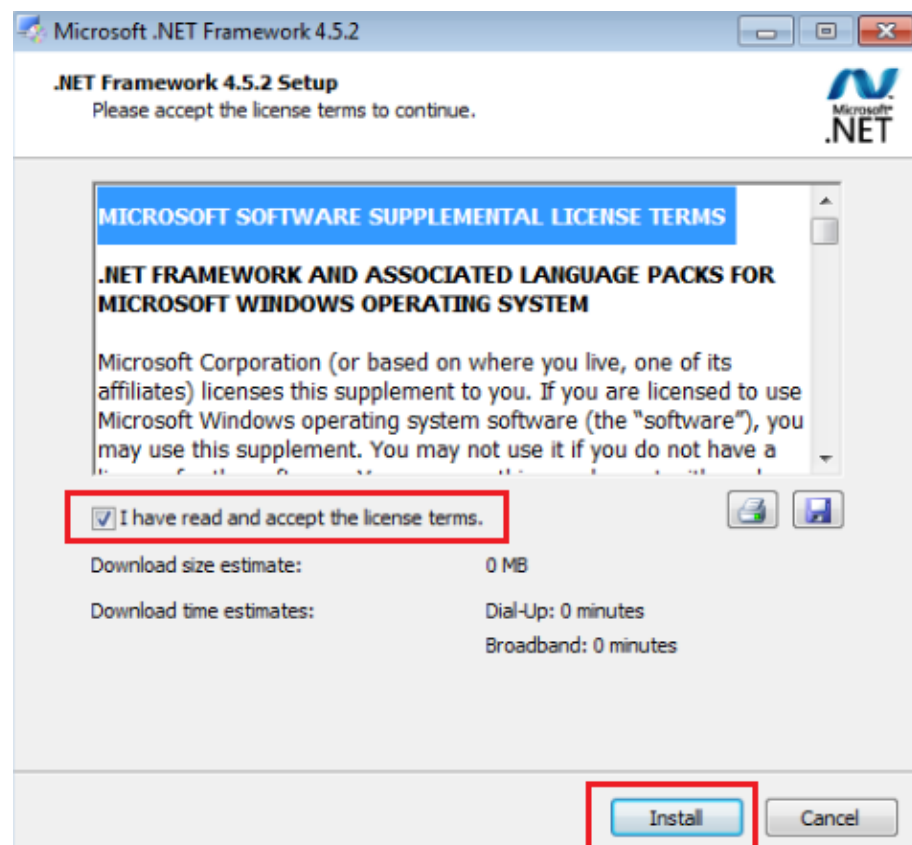 Microsoft .NET Framework 4.5.2
.NET Framework 4.5.2 Setup
Please accept the license terms to continue.
Microsoft
.NET
MICROSOFT SOFTWARE SUPPLEMENTAL LICENSE TERMS
.NET FRAMEWORK AND ASSOCIATED LANGUAGE PACKS FOR
MICROSOFT WINDOWS OPERATING SYSTEM
Microsoft Corporation (or based on where you live, one of its
affiliates) licenses this supplement to you. If you are licensed to use
Microsoft Windows operating system software (the “software”), you
may use this supplement. You may not use it if you do not have a
I have read and accept the license terms.
Download size estimate: 0 MB
Download time estimates: Dial-Up: 0 minutes
Broadband: 0 minutes
Install Cancel